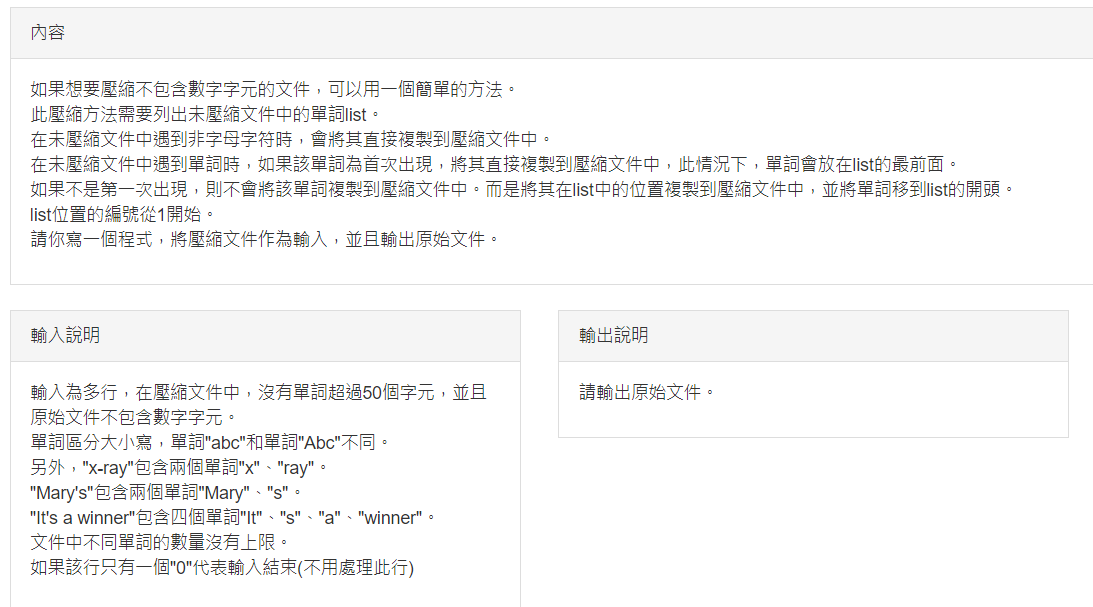 內容
如果想要壓縮不包含數字字元的文件，可以用一個簡單的方法。
此壓縮方法需要列出未壓縮文件中的單詞list。
在未壓縮文件中遇到非字母字符時，會將其直接複製到壓縮文件中。
在未壓縮文件中遇到單詞時，如果該單詞為首次出現，將其直接複製到壓縮文件中，此情況下，單詞會放在list的最前面。
如果不是第一次出現，則不會將該單詞複製到壓縮文件中。而是將其在list中的位置複製到壓縮文件中，並將單詞移到list的開頭。
list位置的編號從1開始。
請你寫一個程式，將壓縮文件作為輸入，並且輸出原始文件。
輸入說明
輸入為多行，在壓縮文件中，沒有單詞超過50個字元，並且
原始文件不包含數字字元。
單詞區分大小寫，單詞"abc"和單詞"Abc"不同。
另外，"x-ray"包含兩個單詞"x"、"ray"。
"Mary's"包含兩個單詞"Mary"、"s"。
"It's a winner"包含四個單詞"It"、"s"、"a"、"winner"。
文件中不同單詞的數量沒有上限。
如果該行只有一個"0"代表輸入結束(不用處理此行)
輸出說明
請輸出原始文件。